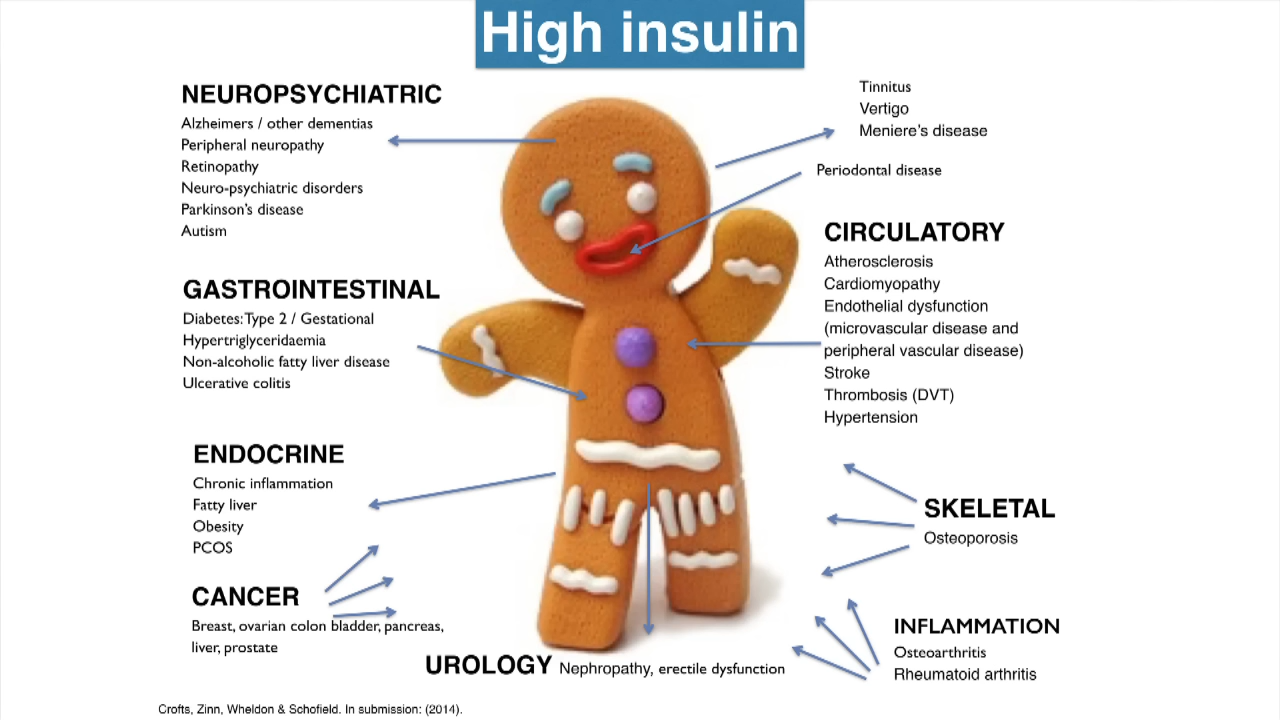 High insulin
NEUROPSYCHIATRIC
Alzheimers / other dementias
Peripheral neuropathy
Retinopathy
Neuro-psychiatric disorders
Parkinson's disease
Autism
Tinnitus
Vertigo
Meniere's disease
Periodontal disease
GASTROINTESTINAL
Diabetes: Type 2 / Gestational
Hypertriglyceridaemia
Non-alcoholic fatty liver disease
Ulcerative colitis
CIRCULATORY
Atherosclerosis
Cardiomyopathy
Endothelial dysfunction
(microvascular disease and
peripheral vascular disease)
Stroke
Thrombosis (DVT)
Hypertension
ENDOCRINE
Chronic inflammation
Fatty liver
Obesity
PCOS
SKELETAL
Osteoporosis
CANCER
Breast, ovarian colon bladder, pancreas,
liver, prostate
INFLAMMATION
Osteoarthritis
Rheumatoid arthritis
UROLOGY Nephropathy, erectile dysfunction
Crofts, Zinn, Wheldon & Schofield. In submission: (2014).